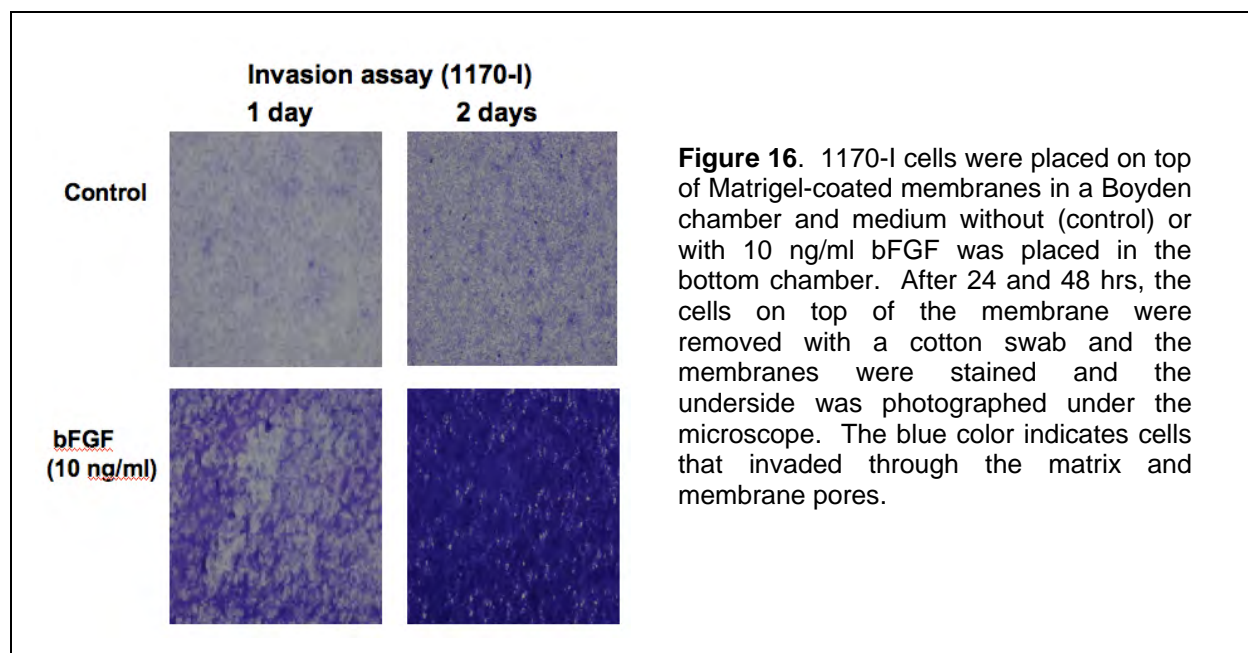 Invasion assay (1170-I)
1 day 2 days
Control
bFGF
(10 ng/ml)
Figure 16. 1170-I cells were placed on top
of Matrigel-coated membranes in a Boyden
chamber and medium without (control) or
with 10 ng/ml bFGF was placed in the
bottom chamber. After 24 and 48 hrs, the
cells on top of the membrane were
removed with a cotton swab and the
membranes were stained and the
underside was photographed under the
microscope. The blue color indicates cells
that invaded through the matrix and
membrane pores.